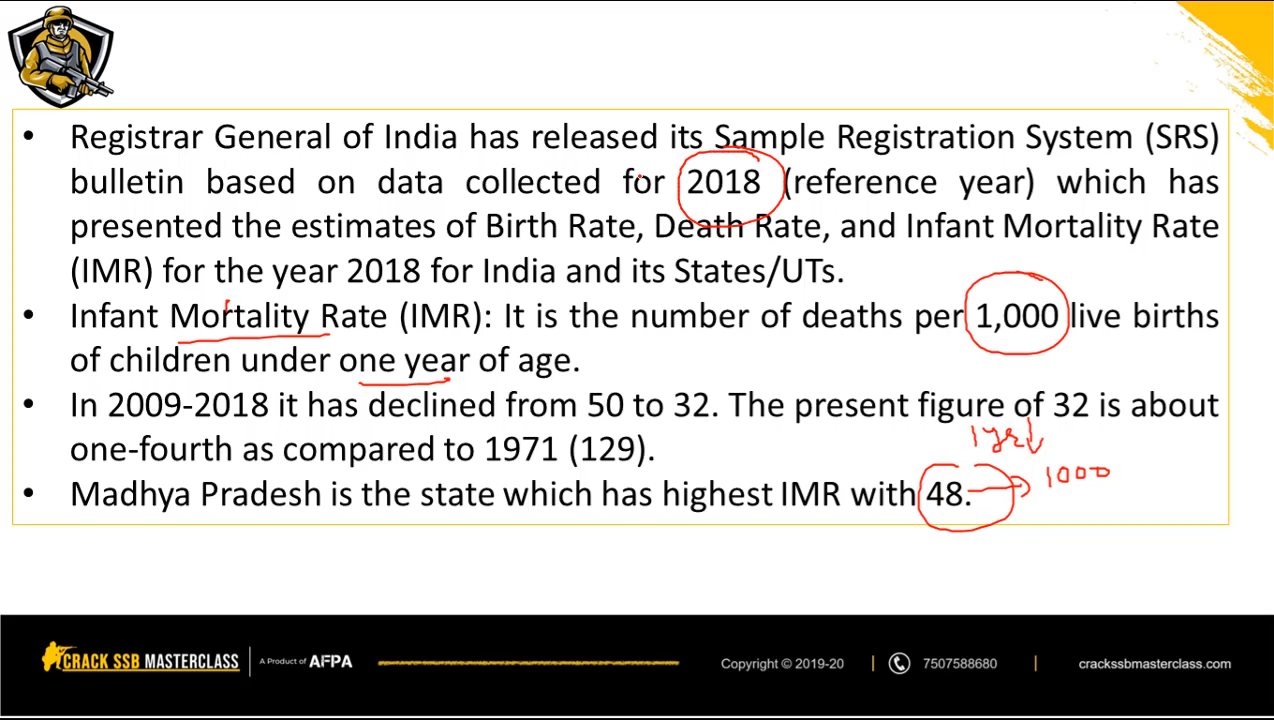 • Registrar General of India has released its Sample Registration System (SRS)
bulletin based on data collected for 2018 (reference year) which has
presented the estimates of Birth Rate, Death Rate, and Infant Mortality Rate
(IMR) for the year 2018 for India and its States/UTs.
• Infant Mortality Rate (IMR): It is the number of deaths per 1,000 live births
of children under one year of age.
• In 2009-2018 it has declined from 50 to 32. The present figure of 32 is about
one-fourth as compared to 1971 (129).
1yr↓
• Madhya Pradesh is the state which has highest IMR with 48. → 1000
CRACK SSB MASTERCLASS A Product of AFPA Copyright © 2019-20 7507588680 crackssbmasterclass.com